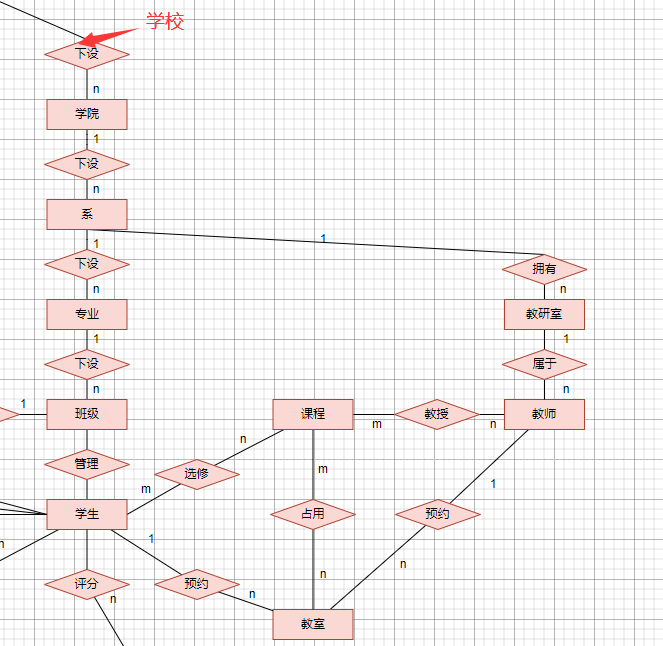 学校
下设
n
学院
1
下设
n
系
1
1
下设
拥有
n
n
专业
教研室
1
1
下设
属于
n
n
1
班级
课程
教授
教师
m
n
管理
n
选修
m
m
1
学生
占用
预约
1
n
n
评分
预约
n
n
n
教室